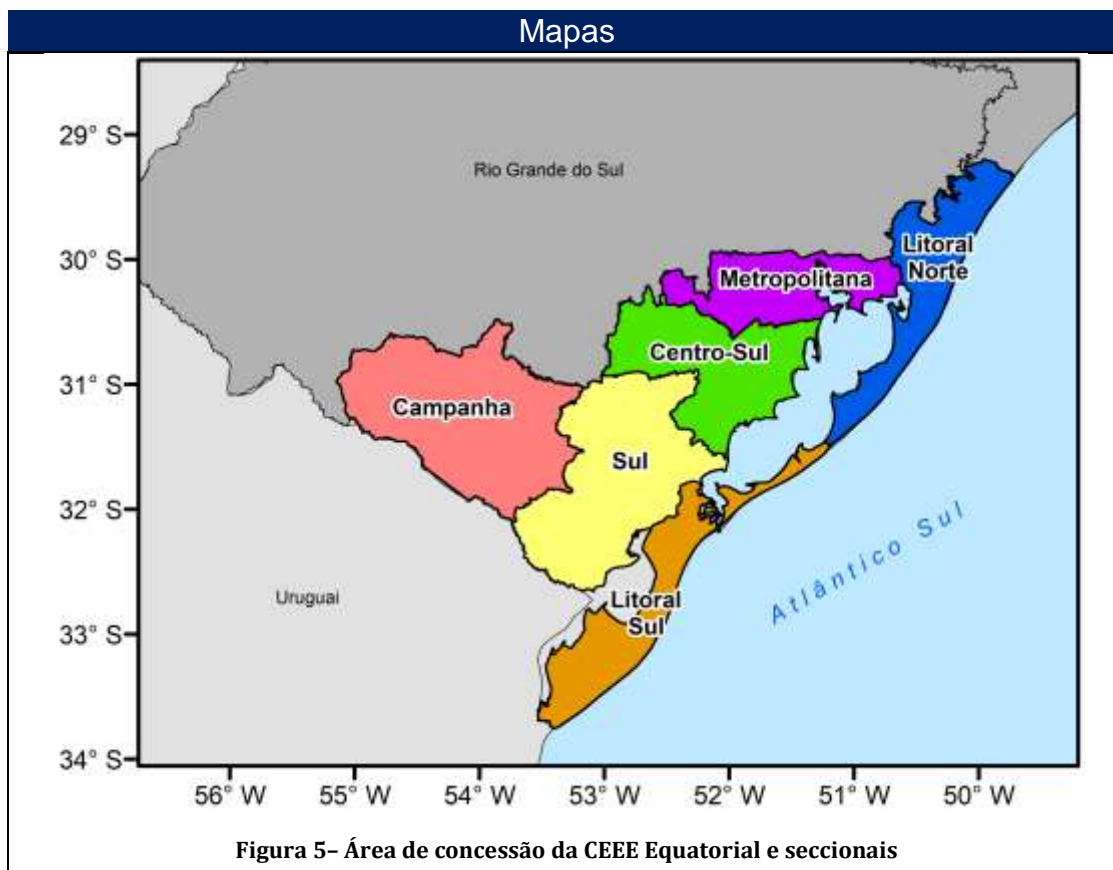 Mapas
29° S
Rio Grande do Sul
30° S
Litoral
Norte
Metropolitana
Centro-Sul
31° S
Campanha
Sul
32° S
Atlântico Sul
Uruguai
Litoral
Sul
33° S
34° S
56° W 55° W 54° W 53° W 52° W 51° W 50° W
Figura 5– Área de concessão da CEEE Equatorial e seccionais